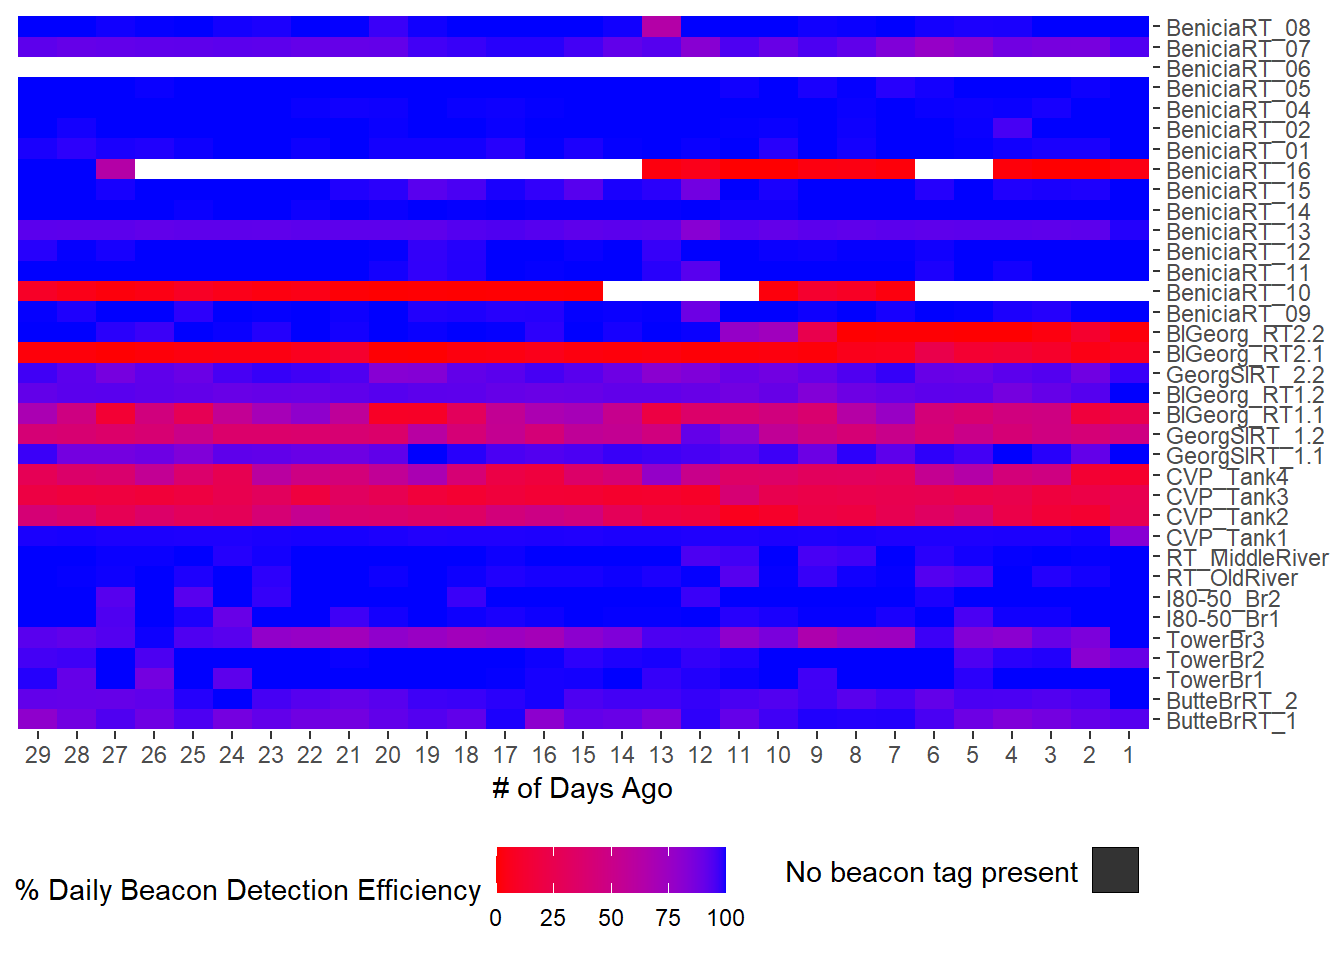 BeniciaRT_08
BeniciaRT_07
BeniciaRT_06
BeniciaRT_05
BeniciaRT_04
BeniciaRT_02
BeniciaRT_01
BeniciaRT_16
BeniciaRT_15
BeniciaRT_14
BeniciaRT_13
BeniciaRT_12
BeniciaRT_11
BeniciaRT_10
BeniciaRT_09
BlGeorg_RT2.2
BlGeorg_RT2.1
GeorgSlRT_2.2
BlGeorg_RT1.2
BlGeorg_RT1.1
GeorgSlRT_1.2
GeorgSlRT_1.1
CVP_Tank4
CVP_Tank3
CVP_Tank2
CVP_Tank1
RT_MiddleRiver
RT_OldRiver
I80-50_Br2
I80-50_Br1
TowerBr3
TowerBr2
TowerBr1
ButteBrRT_2
ButteBrRT_1
29 28 27 26 25 24 23 22 21 20 19 18 17 16 15 14 13 12 11 10 9 8 7 6 5 4 3 2 1
# of Days Ago
% Daily Beacon Detection Efficiency
0 25 50 75 100
No beacon tag present